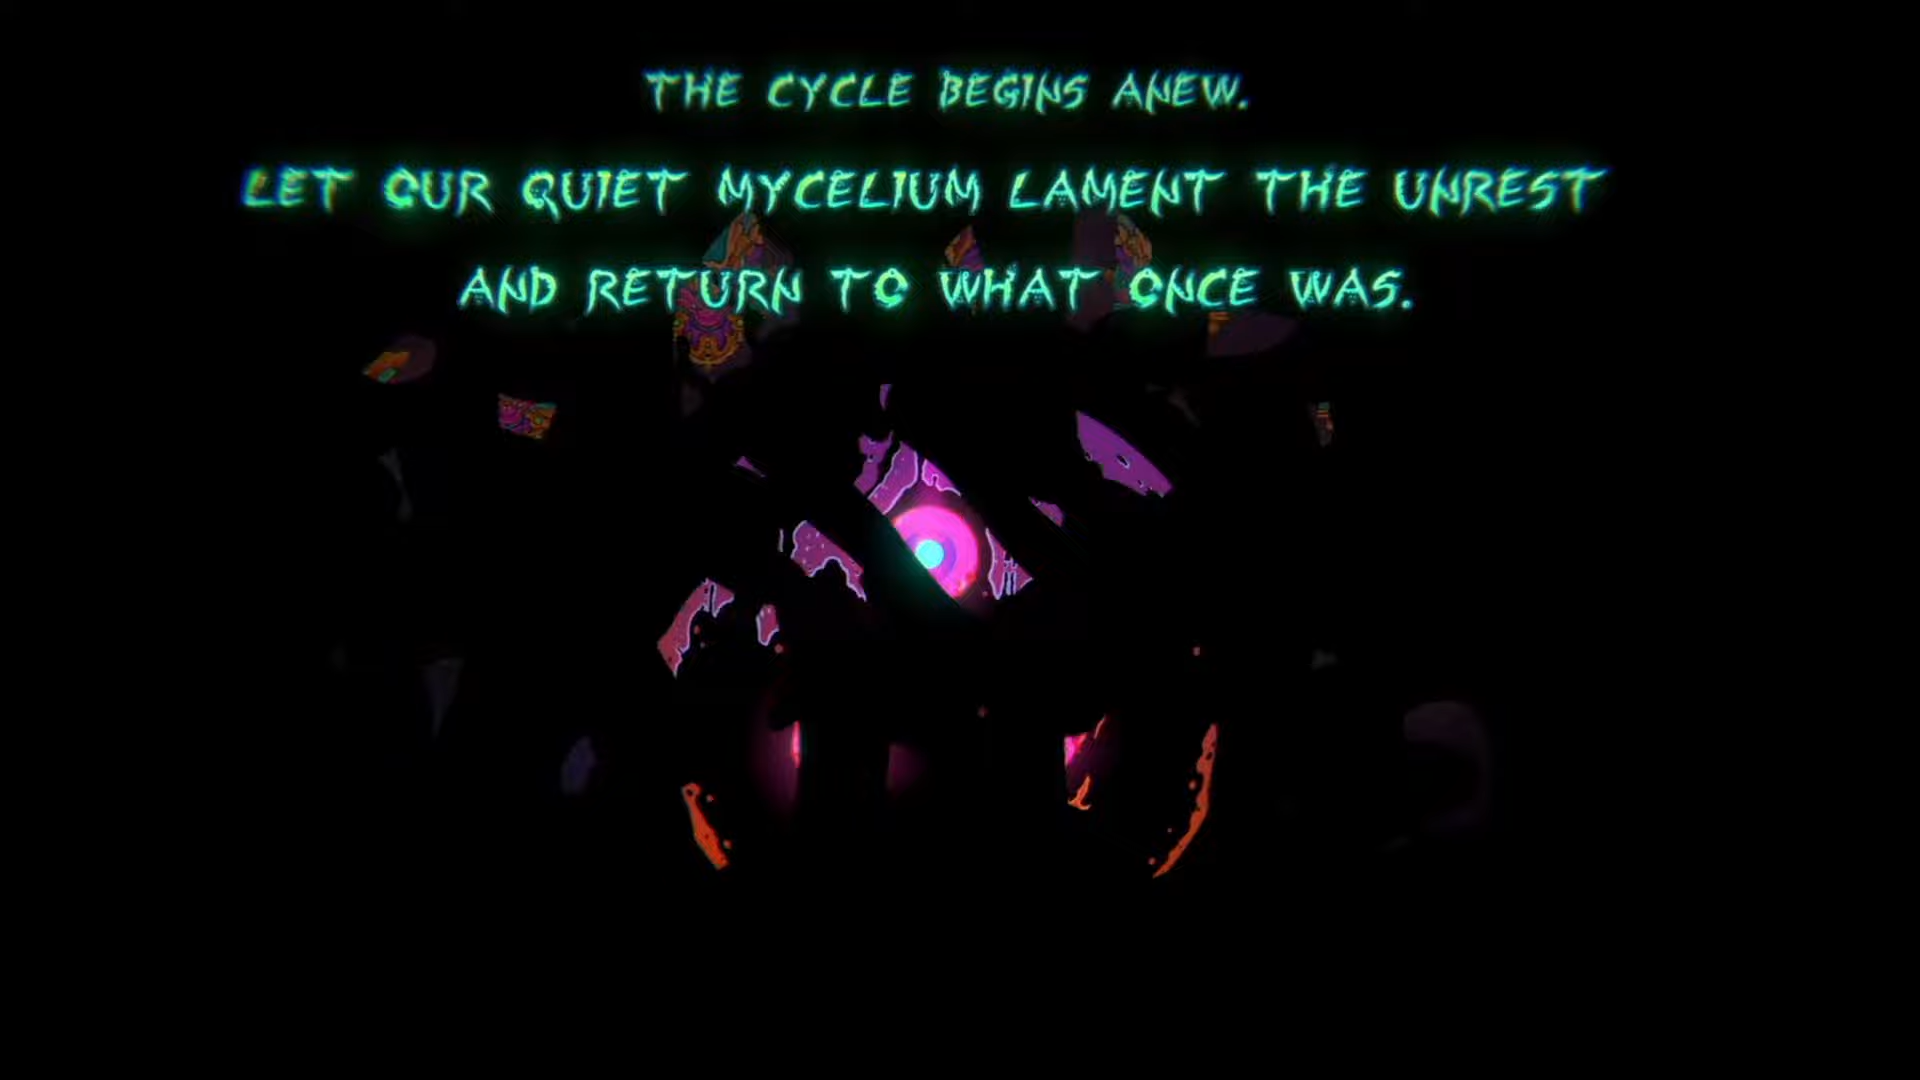 THE CYCLE BEGINS ANEW.
LET OUR QUIET MYCELIUM LAMENT THE UNREST
AND RETURN TO WHAT ONCE WAS.